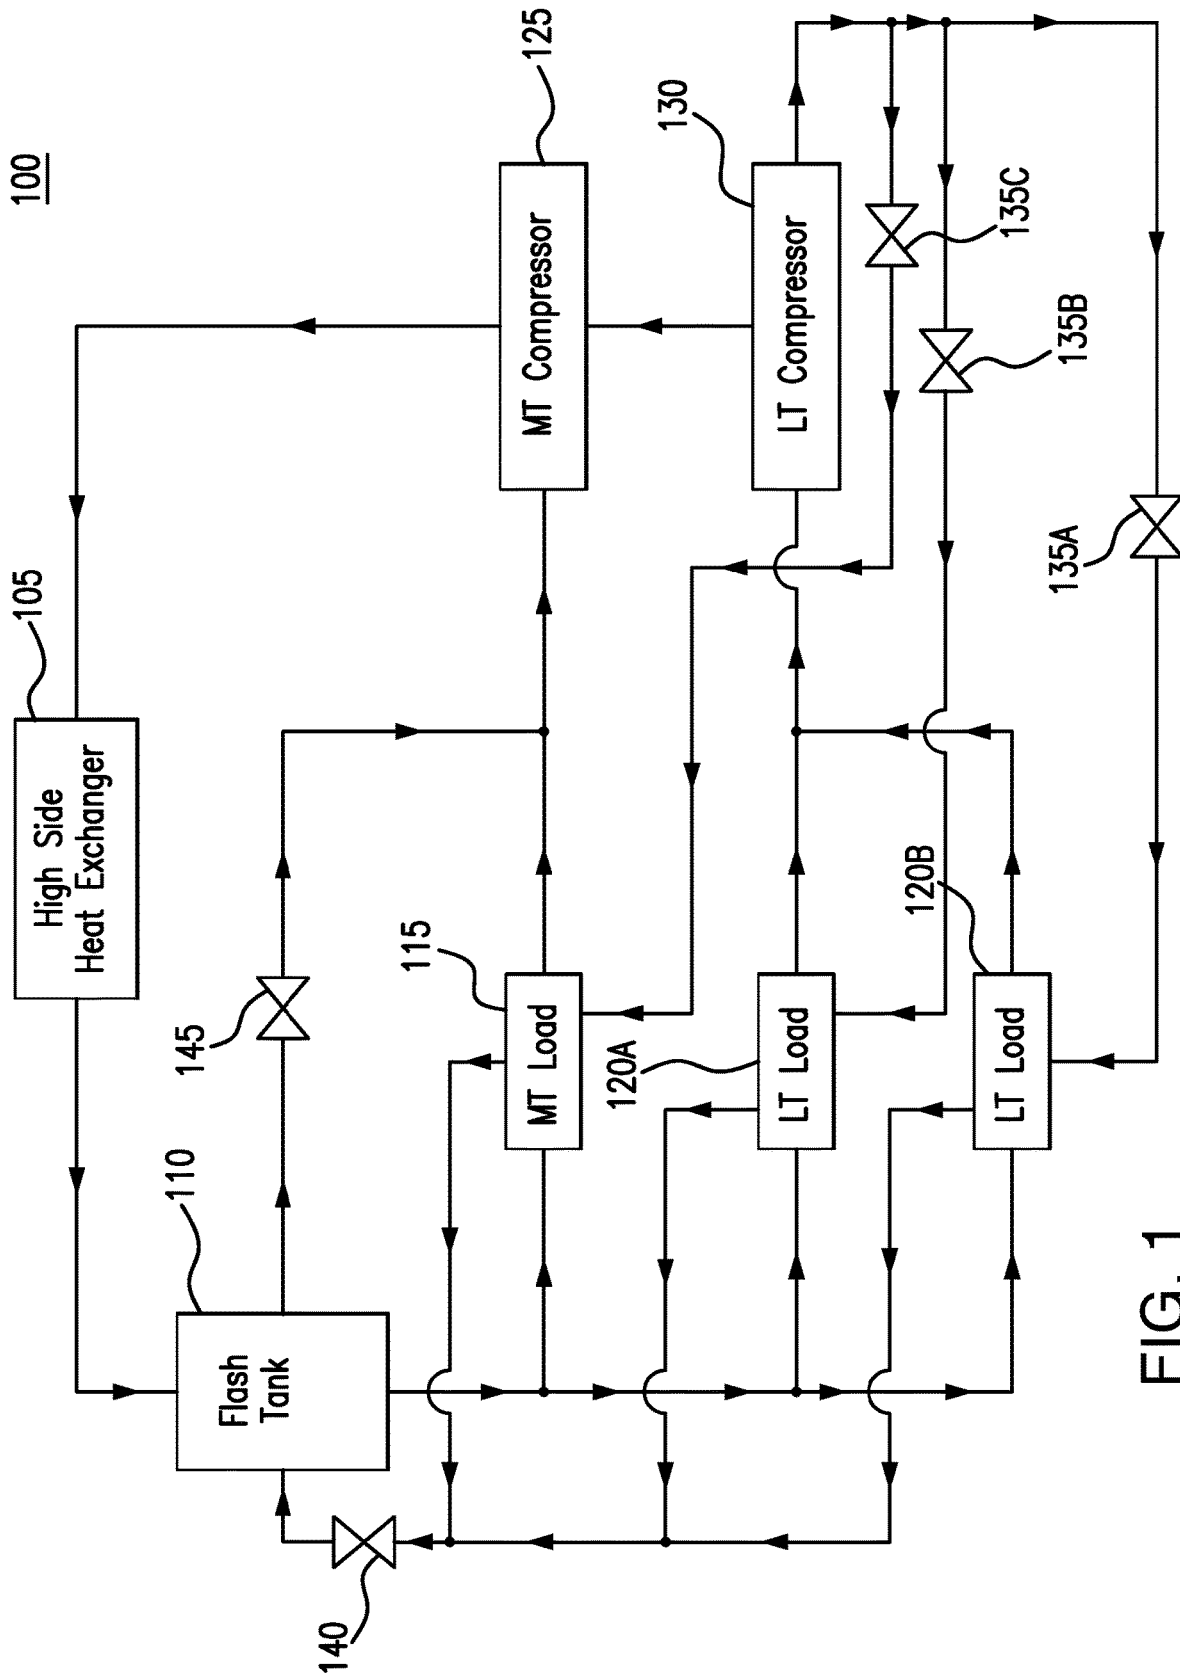 100
105
High Side
Heat Exchanger
110
Flash
Tank
145
140
125
MT Compressor
115
MT Load
130
LT Compressor
120A
LT Load
135C
120B
LT Load
135B
135A
FIG. 1